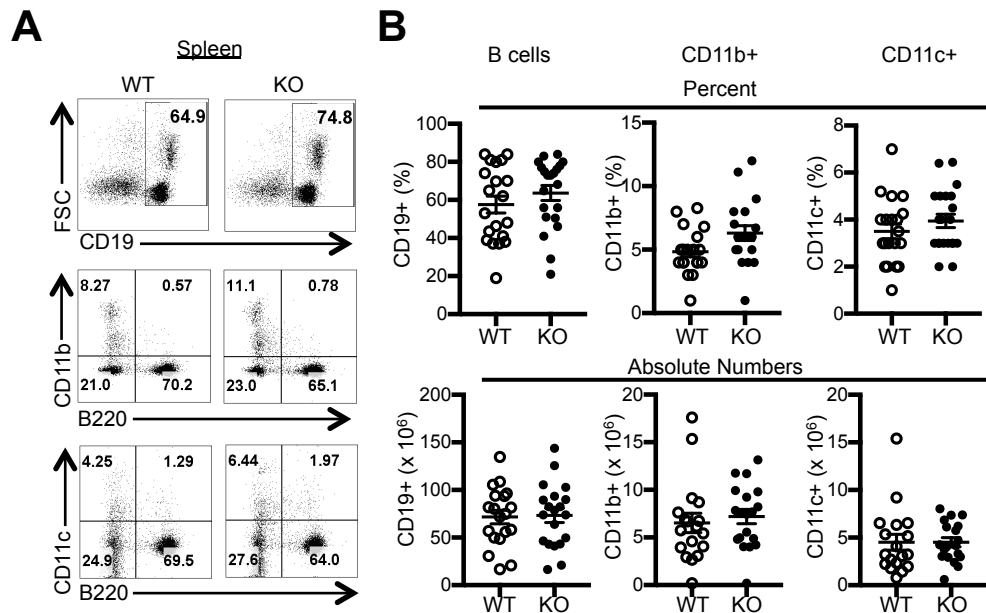 A
Spleen
WT KO
64.9 74.8
FSC
CD19
8.27 0.57 11.1 0.78
CD11b
21.0 70.2 23.0 65.1
B220
4.25 1.29 6.44 1.97
CD11c
24.9 69.5 27.6 64.0
B220
B
B cells CD11b+ CD11c+
Percent
CD19+ (%)
100
80
60
40
20
0
WT KO
CD11b+ (%)
15
10
5
0
WT KO
CD11c+ (%)
8
6
4
2
0
WT KO
Absolute Numbers
CD19+ (x 10⁶)
200
150
100
50
0
WT KO
CD11b+ (x 10⁶)
20
15
10
5
0
WT KO
CD11c+ (x 10⁶)
20
15
10
5
0
WT KO